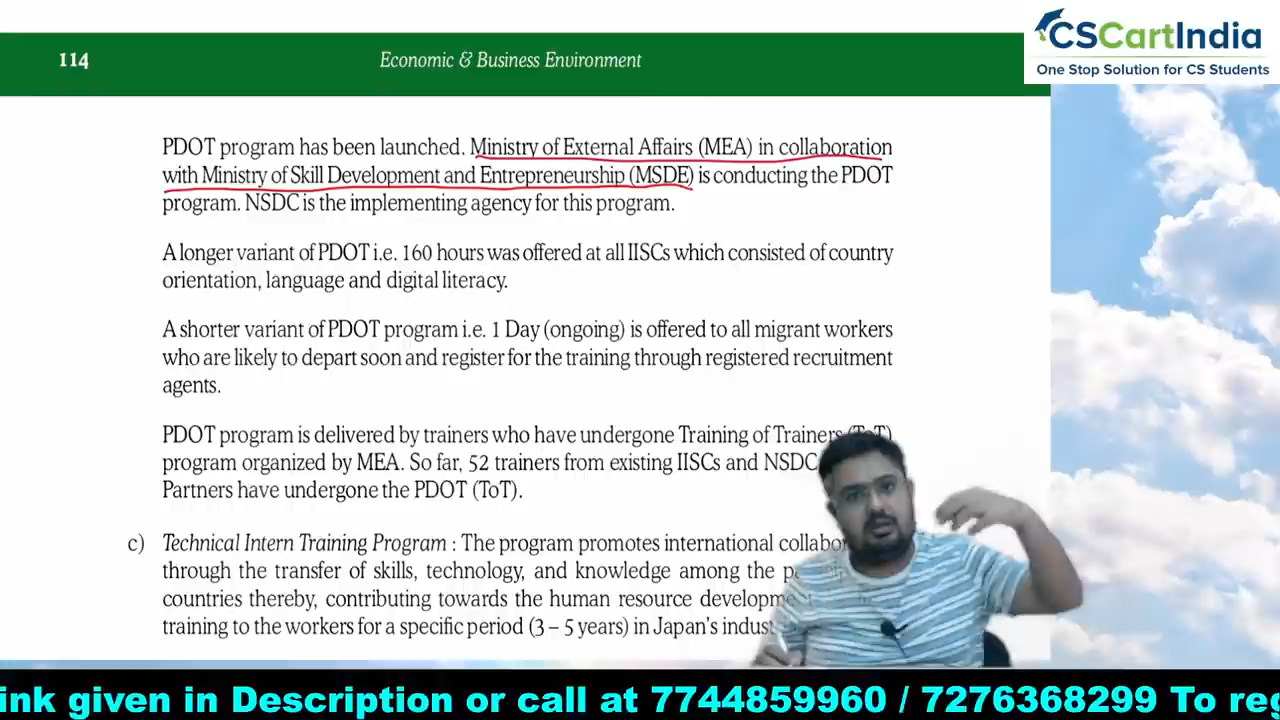 CSCartIndia
One Stop Solution for CS Students
114
Economic & Business Environment
PDOT program has been launched. Ministry of External Affairs (MEA) in collaboration
with Ministry of Skill Development and Entrepreneurship (MSDE) is conducting the PDOT
program. NSDC is the implementing agency for this program.
A longer variant of PDOT i.e. 160 hours was offered at all IISCs which consisted of country
orientation, language and digital literacy.
A shorter variant of PDOT program i.e. 1 Day (ongoing) is offered to all migrant workers
who are likely to depart soon and register for the training through registered recruitment
agents.
PDOT program is delivered by trainers who have undergone Training of Trainers (ToT)
program organized by MEA. So far, 52 trainers from existing IISCs and NSDC
Partners have undergone the PDOT (ToT).
c) Technical Intern Training Program : The program promotes international
through the transfer of skills, technology, and knowledge among the
countries thereby, contributing towards the human resource
training to the workers for a specific period (3 – 5 years) in Japan's
given in Description or call at 7744859960 / 7276368299 To